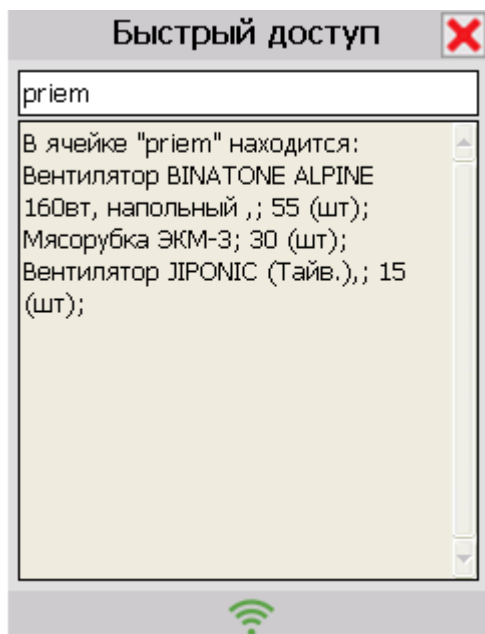 Быстрый доступ
priem
В ячейке "priem" находится:
Вентилятор BINATONE ALPINE
160вт, напольный ,; 55 (шт);
Мясорубка ЭКМ-3; 30 (шт);
Вентилятор JIPONIC (Тайв.),; 15
(шт);